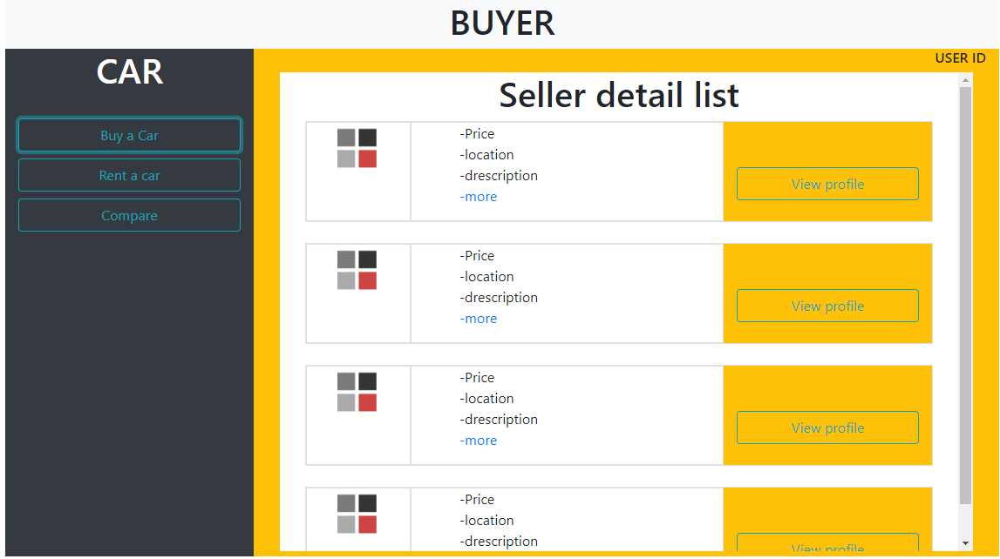 BUYER
CAR
Buy a Car
Rent a car
Compare
USER ID
Seller detail list
-Price
-location
-drescription
-more
View profile
-Price
-location
-drescription
-more
View profile
-Price
-location
-drescription
-more
View profile
-Price
-location
-drescription
View profile